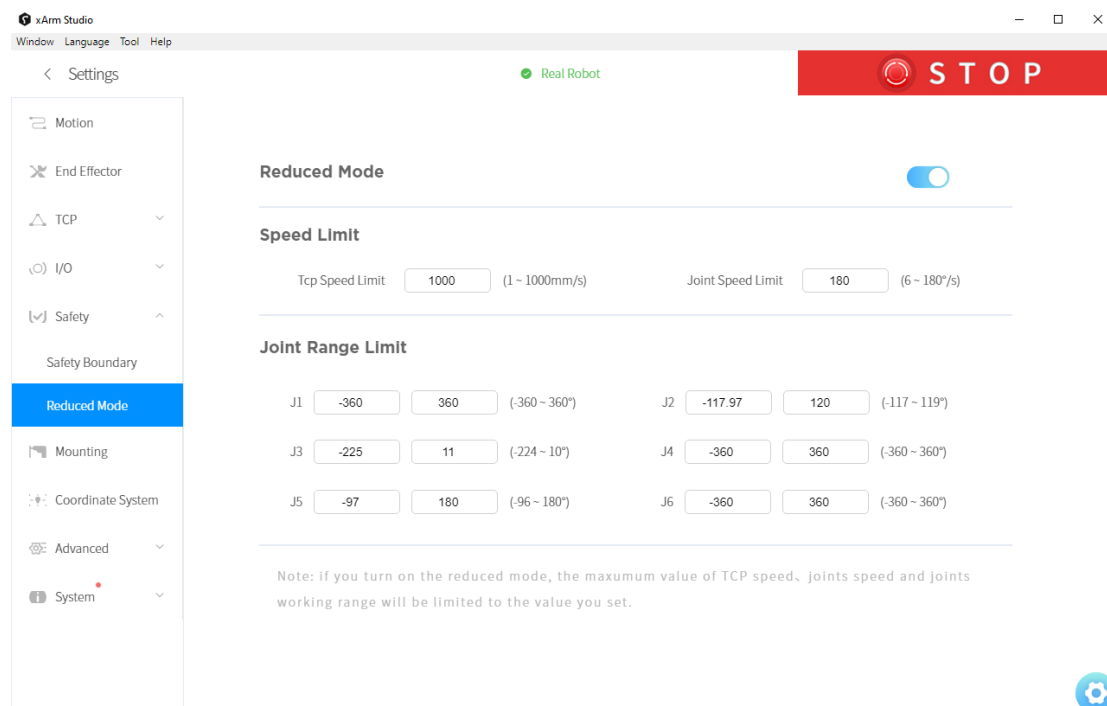 xArm Studio
Window Language Tool Help
Settings
Real Robot
STOP
Motion
End Effector
TCP
I/O
Safety
Safety Boundary
Reduced Mode
Mounting
Coordinate System
Advanced
System
Reduced Mode
Speed Limit
Tcp Speed Limit 1000 (1 ~ 1000mm/s) Joint Speed Limit 180 (6 ~ 180°/s)
Joint Range Limit
J1 -360 360 (-360 ~ 360°) J2 -117.97 120 (-117 ~ 119°)
J3 -225 11 (-224 ~ 10°) J4 -360 360 (-360 ~ 360°)
J5 -97 180 (-96 ~ 180°) J6 -360 360 (-360 ~ 360°)
Note: if you turn on the reduced mode, the maxumum value of TCP speed、joints speed and joints
working range will be limited to the value you set.